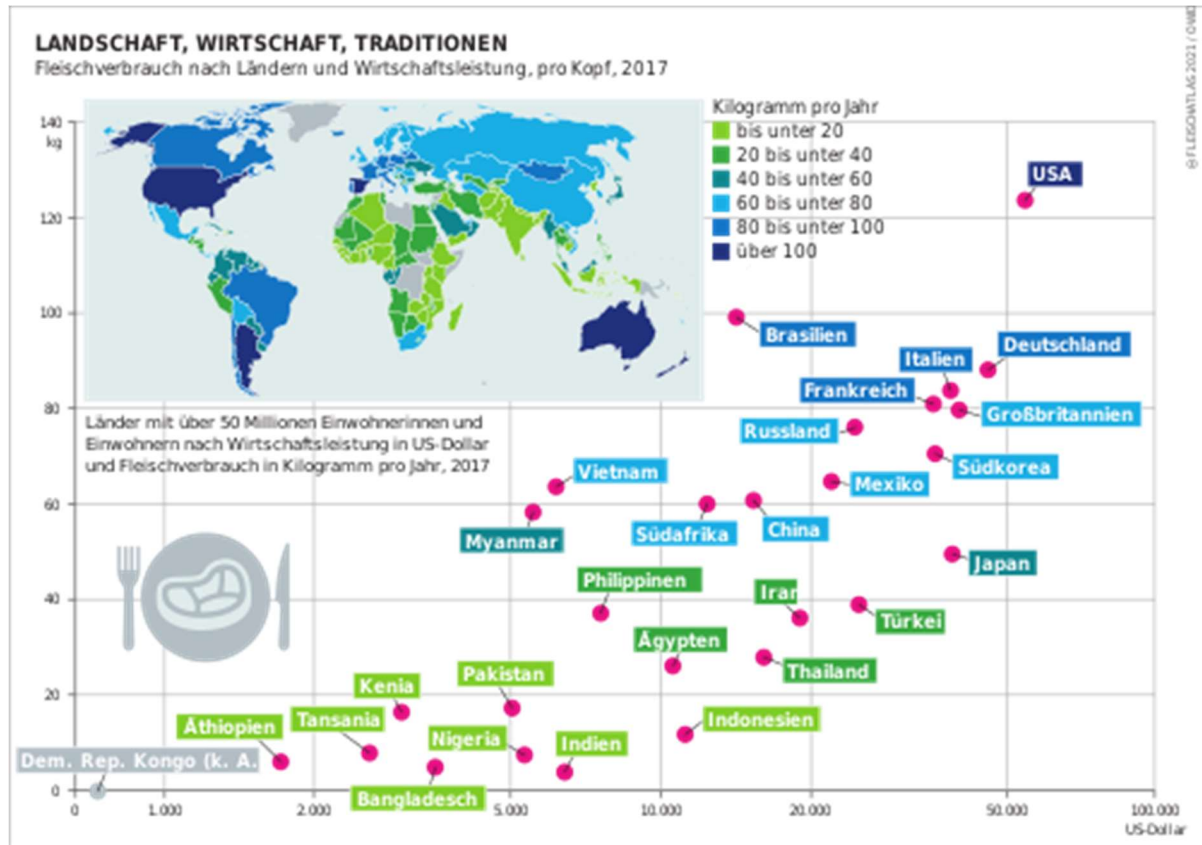 LANDSCHAFT, WIRTSCHAFT, TRADITIONEN
Fleischverbrauch nach Ländern und Wirtschaftsleistung, pro Kopf, 2017
© FLEISCHATLAS 2021 / OWID
Kilogramm pro Jahr
bis unter 20
20 bis unter 40
40 bis unter 60
60 bis unter 80
80 bis unter 100
über 100
140
kg
120
100
80
60
40
20
0
Länder mit über 50 Millionen Einwohnerinnen und
Einwohnern nach Wirtschaftsleistung in US-Dollar
und Fleischverbrauch in Kilogramm pro Jahr, 2017
USA
Brasilien
Deutschland
Italien
Frankreich
Großbritannien
Russland
Südkorea
Vietnam
Mexiko
Myanmar
Südafrika
China
Japan
Philippinen
Iran
Türkei
Ägypten
Thailand
Pakistan
Kenia
Äthiopien
Tansania
Nigeria
Indien
Indonesien
Dem. Rep. Kongo (k. A.
Bangladesch
0
1.000
2.000
5.000
10.000
20.000
50.000
100.000
US-Dollar